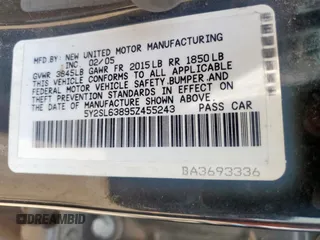 MFD. BY NEW UNITED MOTOR MANUFACTURING
INC. 02/05
GVWR 3845LB GAWR FR 2015LB RR 1850LB
THIS VEHICLE CONFORMS TO ALL APPLICABLE
FEDERAL MOTOR VEHICLE SAFETY,BUMPER,AND
THEFT PREVENTION STANDARDS IN EFFECT ON
THE DATE OF MANUFACTURE SHOWN ABOVE.
5Y2SL63895Z455243 PASS CAR
DA3693336
DREAMBID